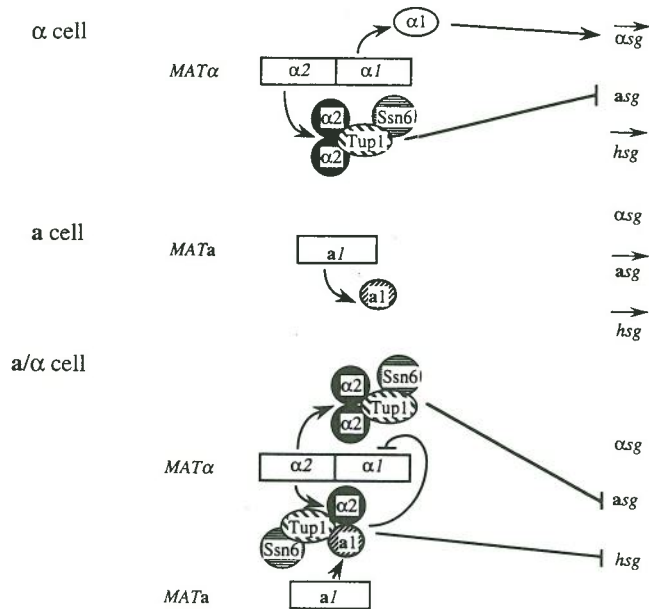 α cell
α1
αsg
MATα
α2 α1
asg
α2
Ssn6
Tup1
α2
hsg
αsg
a cell
MATa
a1
asg
a1
hsg
a/α cell
Ssn6
α2
Tup1
α2
αsg
MATα
α2 α1
asg
α2
Tup1
a1
Ssn6
hsg
MATa
a1